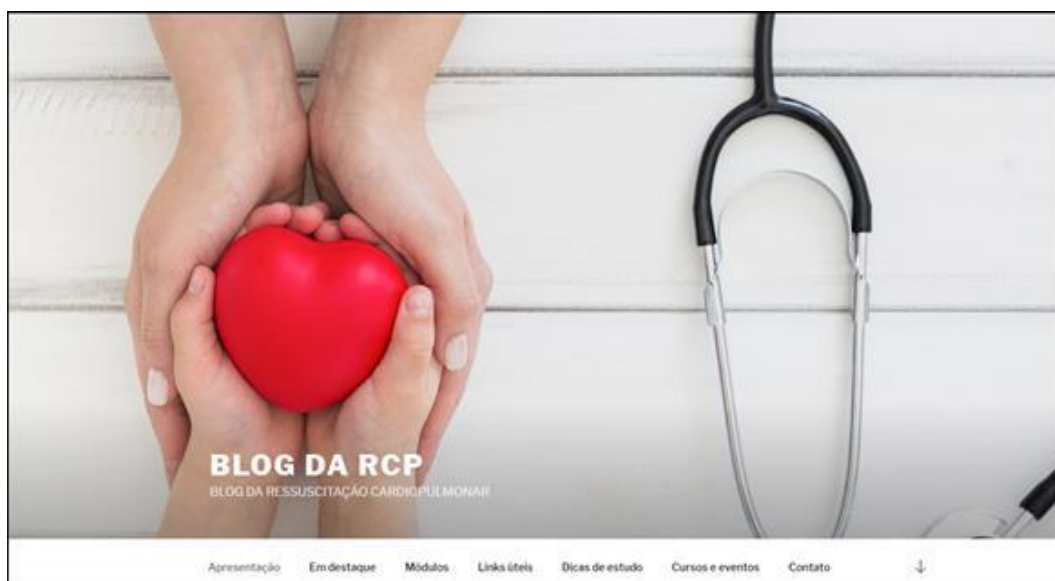 BLOG DA RCP
BLOG DA RESSUSCITAÇÃO CARDIOPULMONAR
Apresentação Em destaque Módulos Links úteis Dicas de estudo Cursos e eventos Contato